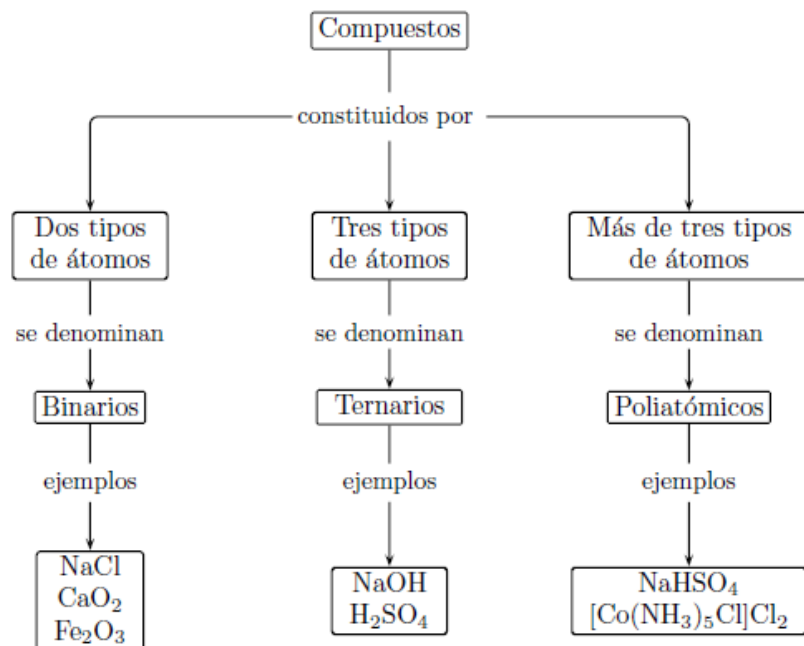 Compuestos
constituidos por
Dos tipos
de átomos
Tres tipos
de átomos
Más de tres tipos
de átomos
se denominan
se denominan
se denominan
Binarios
Ternarios
Poliatómicos
ejemplos
ejemplos
ejemplos
NaCl
CaO₂
Fe₂O₃
NaOH
H₂SO₄
NaHSO₄
[Co(NH₃)₅Cl]Cl₂